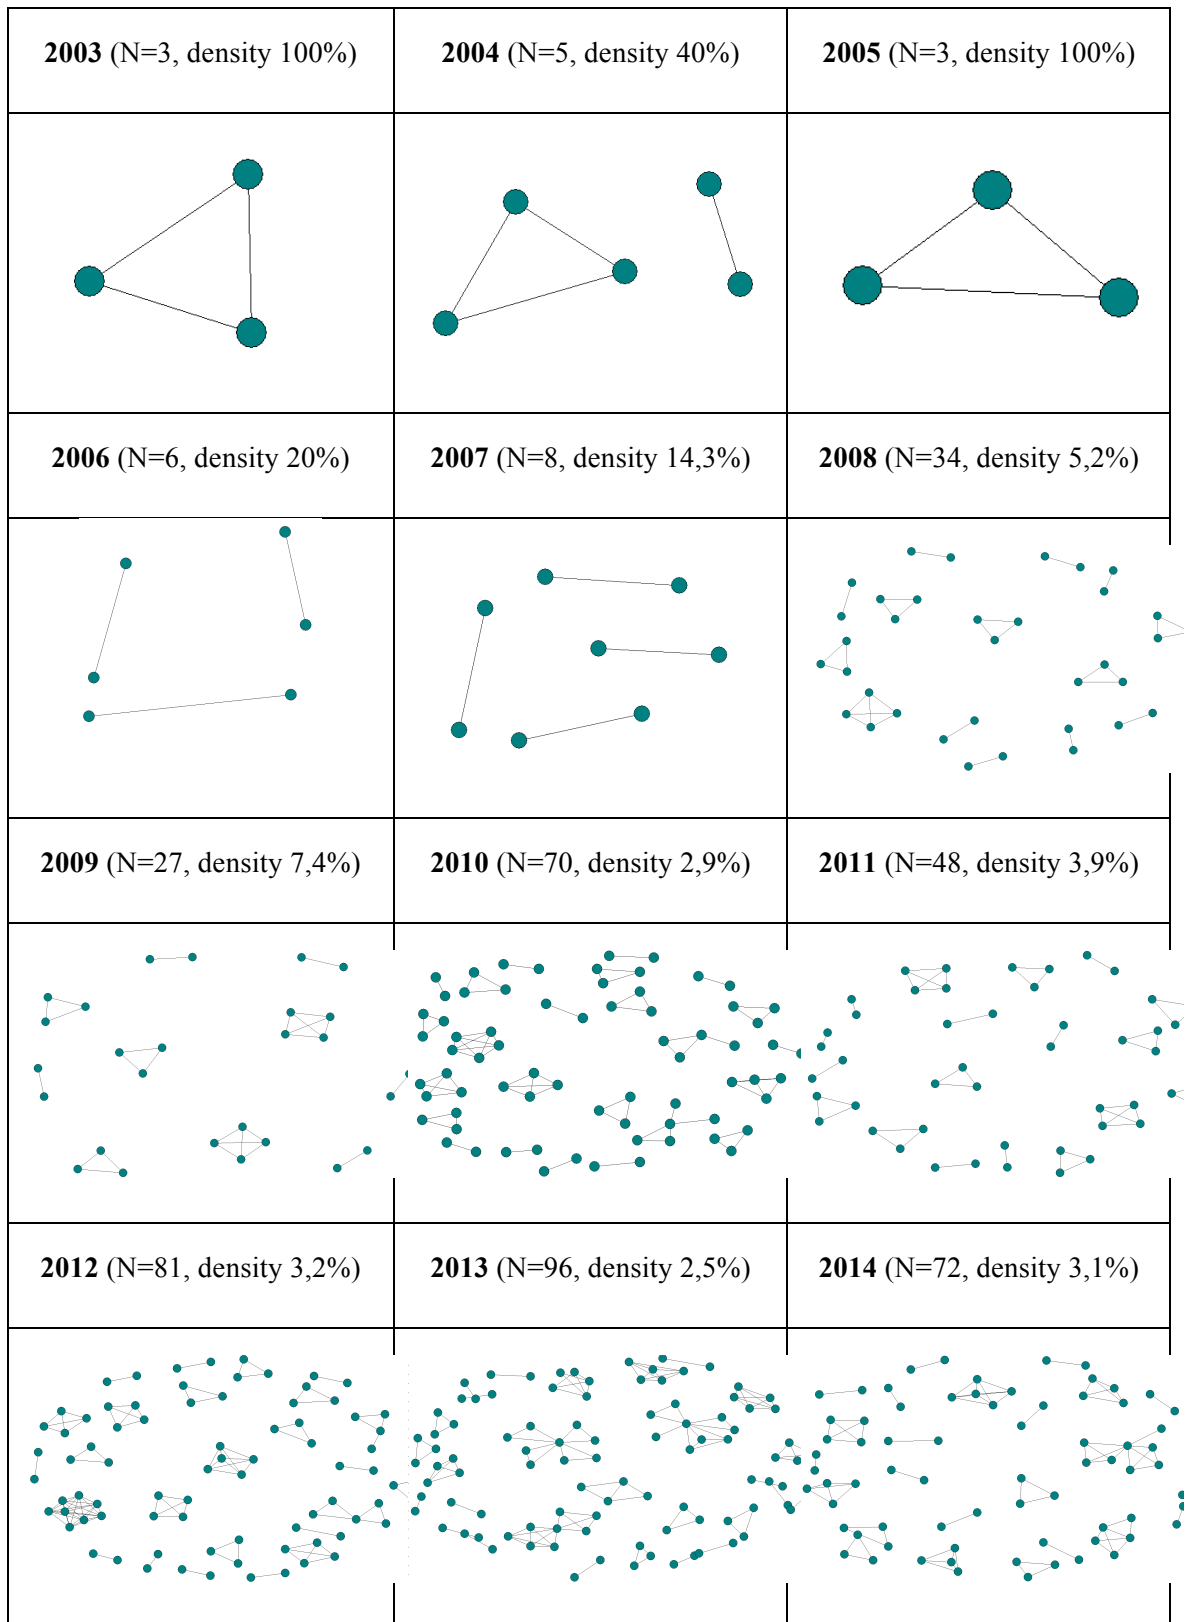 2003 (N=3, density 100%)
2004 (N=5, density 40%)
2005 (N=3, density 100%)
2006 (N=6, density 20%)
2007 (N=8, density 14,3%)
2008 (N=34, density 5,2%)
2009 (N=27, density 7,4%)
2010 (N=70, density 2,9%)
2011 (N=48, density 3,9%)
2012 (N=81, density 3,2%)
2013 (N=96, density 2,5%)
2014 (N=72, density 3,1%)